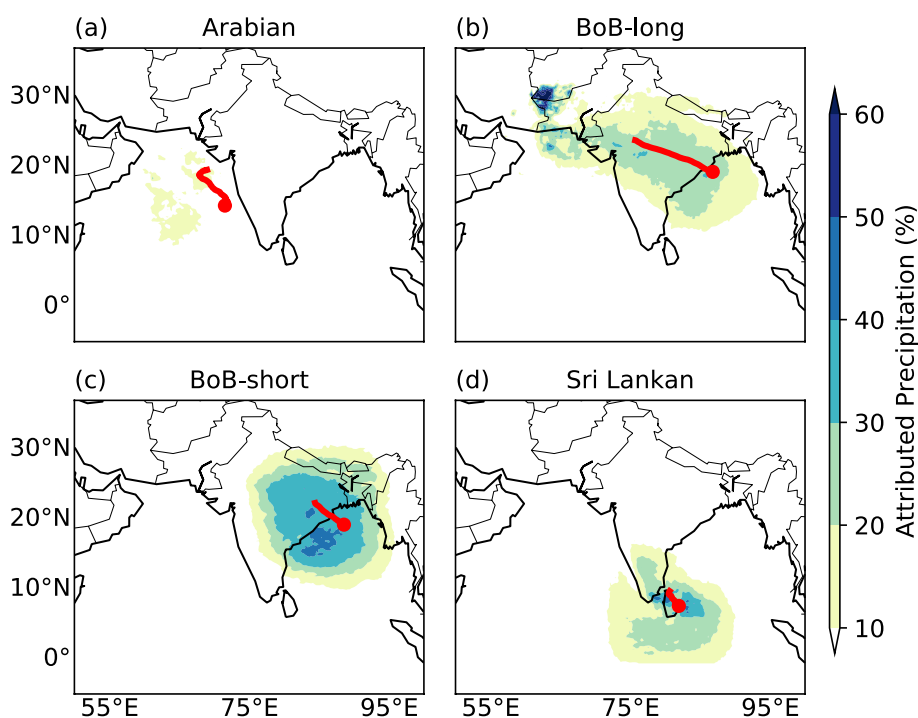 (a) Arabian
(b) BoB-long
30°N
20°N
10°N
0°
(c) BoB-short
(d) Sri Lankan
30°N
20°N
10°N
0°
55°E 75°E 95°E
55°E 75°E 95°E
60
50
40
30
20
10
Attributed Precipitation (%)